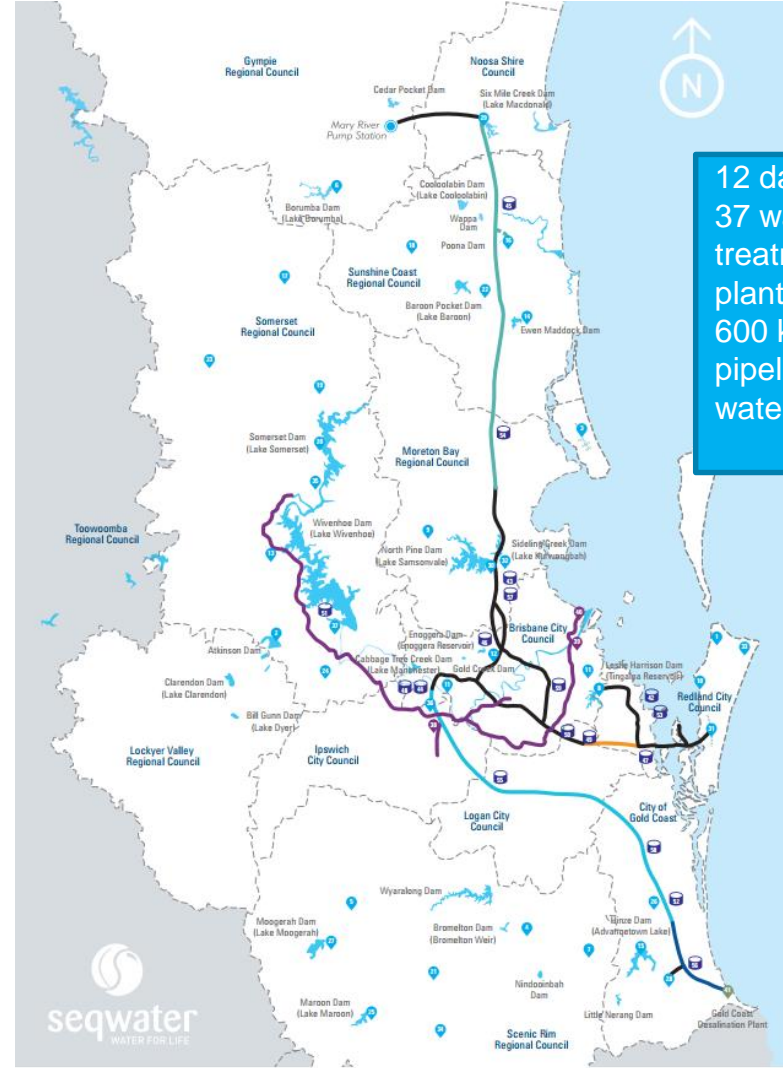 Gympie
Regional Council
Noosa Shire
Council
N
Cedar Pocket Dam
Six Mile Creek Dam
(Lake Macdonald)
Mary River
Pump Station
12 da
37 w
treatr
plant
600 k
pipel
wate
Cooloolabin Dam
(Lake Cooloolabin)
Borumba Dam
(Lake Borumba)
Wappa
Dam
Poona Dam
Sunshine Coast
Regional Council
Baroon Pocket Dam
(Lake Baroon)
Ewen Maddock Dam
Somerset
Regional Council
Somerset Dam
(Lake Somerset)
Moreton Bay
Regional Council
Toowoomba
Regional Council
Wivenhoe Dam
(Lake Wivenhoe)
North Pine Dam
(Lake Samsonvale)
Sideling Creek Dam
(Lake Kurwongbah)
Enoggera Dam
(Enoggera Reservoir)
Brisbane City
Council
Atkinson Dam
Cabbage Tree Creek Dam
(Lake Manchester)
Gold Creek Dam
Leslie Harrison Dam
(Tingalpa Reservoir)
Redland City
Council
Clarendon Dam
(Lake Clarendon)
Bill Gunn Dam
(Lake Dyer)
Lockyer Valley
Regional Council
Ipswich
City Council
Logan City
Council
City of
Gold Coast
Wyaralong Dam
Moogerah Dam
(Lake Moogerah)
Bromelton Dam
(Bromelton Weir)
Hinze Dam
(Advancetown Lake)
Nindooinbah
Dam
Maroon Dam
(Lake Maroon)
Little Nerang Dam
Gold Coast
Desalination Plant
Scenic Rim
Regional Council
seqwater
WATER FOR LIFE